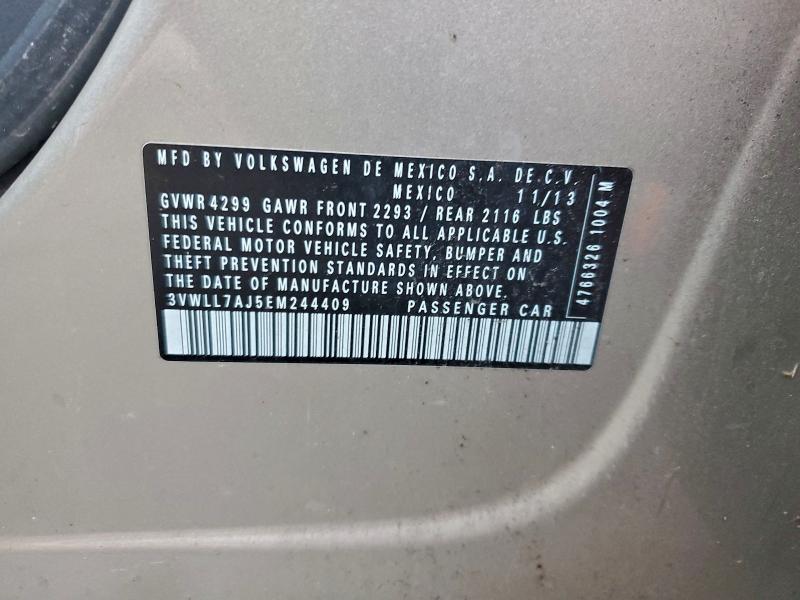 MFD BY VOLKSWAGEN DE MEXICO S.A. DE C.V.
MEXICO 11/13
GVWR 4299 GAWR FRONT 2293 / REAR 2116 LBS
THIS VEHICLE CONFORMS TO ALL APPLICABLE U.S.
FEDERAL MOTOR VEHICLE SAFETY, BUMPER AND
THEFT PREVENTION STANDARDS IN EFFECT ON
THE DATE OF MANUFACTURE SHOWN ABOVE.
3VWLL7AJ5EM244409 PASSENGER CAR
4766326 1004 M